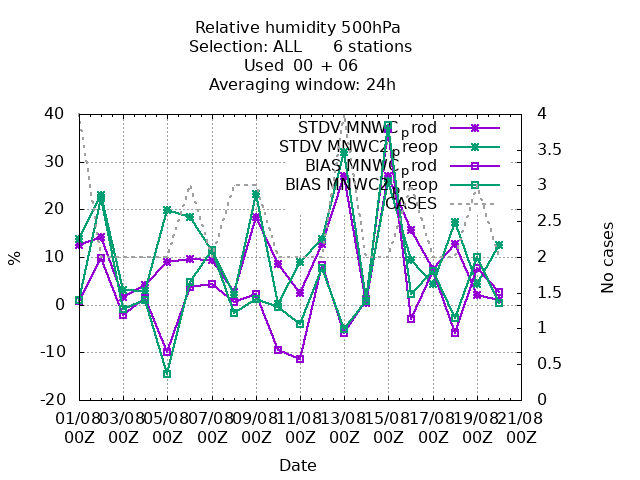 Relative humidity 500hPa
Selection: ALL 6 stations
Used 00 + 06
Averaging window: 24h
STDV MNWC_prod
STDV MNWC2_preop
BIAS MNWC_prod
BIAS MNWC2_preop
CASES
40
30
20
10
0
-10
-20
%
4
3.5
3
2.5
2
1.5
1
0.5
0
No cases
01/08 03/08 05/08 07/08 09/08 11/08 13/08 15/08 17/08 19/08 21/08
00Z 00Z 00Z 00Z 00Z 00Z 00Z 00Z 00Z 00Z 00Z
Date